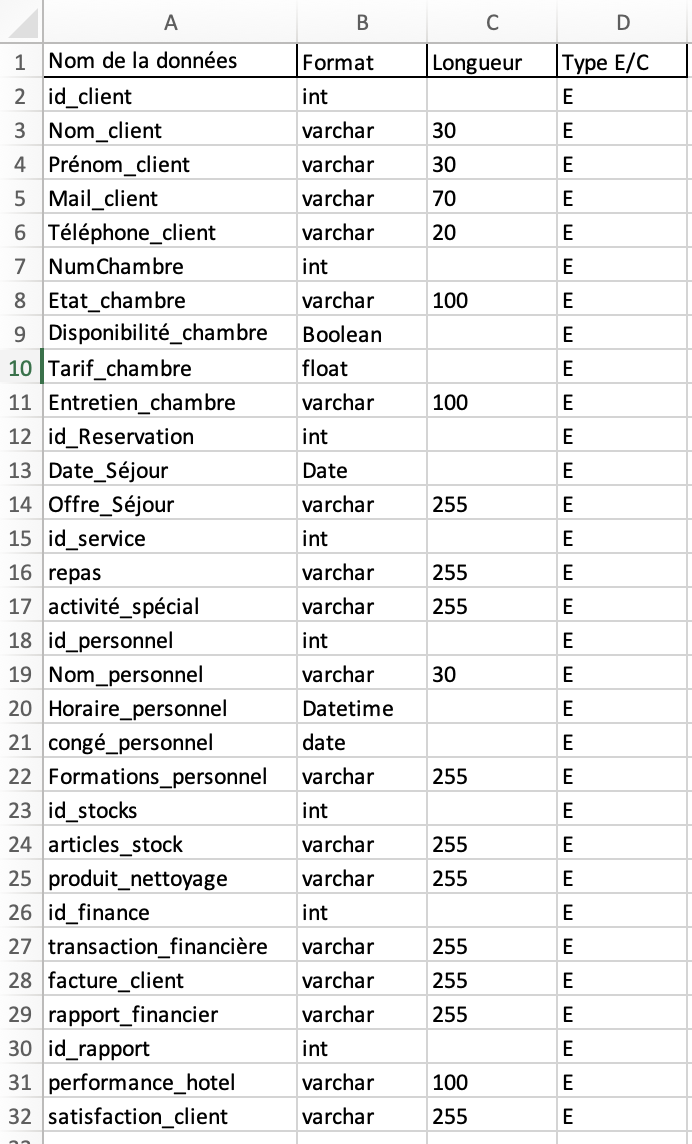 A B C D
1 Nom de la données Format Longueur Type E/C
2 id_client int E
3 Nom_client varchar 30 E
4 Prénom_client varchar 30 E
5 Mail_client varchar 70 E
6 Téléphone_client varchar 20 E
7 NumChambre int E
8 Etat_chambre varchar 100 E
9 Disponibilité_chambre Boolean E
10 Tarif_chambre float E
11 Entretien_chambre varchar 100 E
12 id_Reservation int E
13 Date_Séjour Date E
14 Offre_Séjour varchar 255 E
15 id_service int E
16 repas varchar 255 E
17 activité_spécial varchar 255 E
18 id_personnel int E
19 Nom_personnel varchar 30 E
20 Horaire_personnel Datetime E
21 congé_personnel date E
22 Formations_personnel varchar 255 E
23 id_stocks int E
24 articles_stock varchar 255 E
25 produit_nettoyage varchar 255 E
26 id_finance int E
27 transaction_financière varchar 255 E
28 facture_client varchar 255 E
29 rapport_financier varchar 255 E
30 id_rapport int E
31 performance_hotel varchar 100 E
32 satisfaction_client varchar 255 E